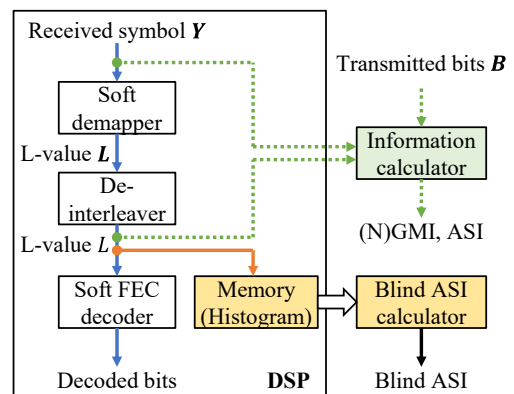 Received symbol Y
Transmitted bits B
Soft
demapper
Information
calculator
L-value L
De-
interleaver
(N)GMI, ASI
L-value L
Soft FEC
decoder
Memory
(Histogram)
Blind ASI
calculator
Decoded bits
DSP
Blind ASI